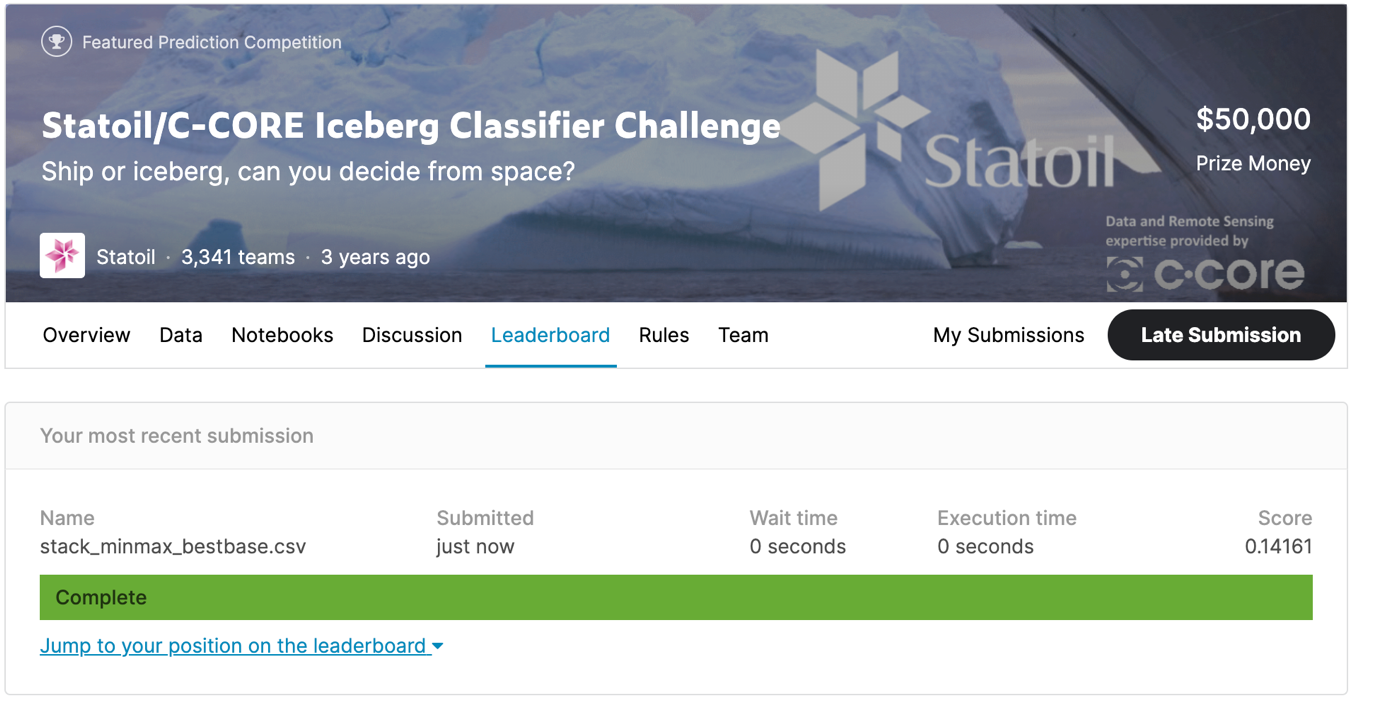 Featured Prediction Competition
Statoil/C-CORE Iceberg Classifier Challenge
Ship or iceberg, can you decide from space?
$50,000
Prize Money
Statoil
Data and Remote Sensing
expertise provided by
c·core
Statoil · 3,341 teams · 3 years ago
Overview Data Notebooks Discussion Leaderboard Rules Team My Submissions Late Submission
Your most recent submission
Name Submitted Wait time Execution time Score
stack_minmax_bestbase.csv just now 0 seconds 0 seconds 0.14161
Complete
Jump to your position on the leaderboard